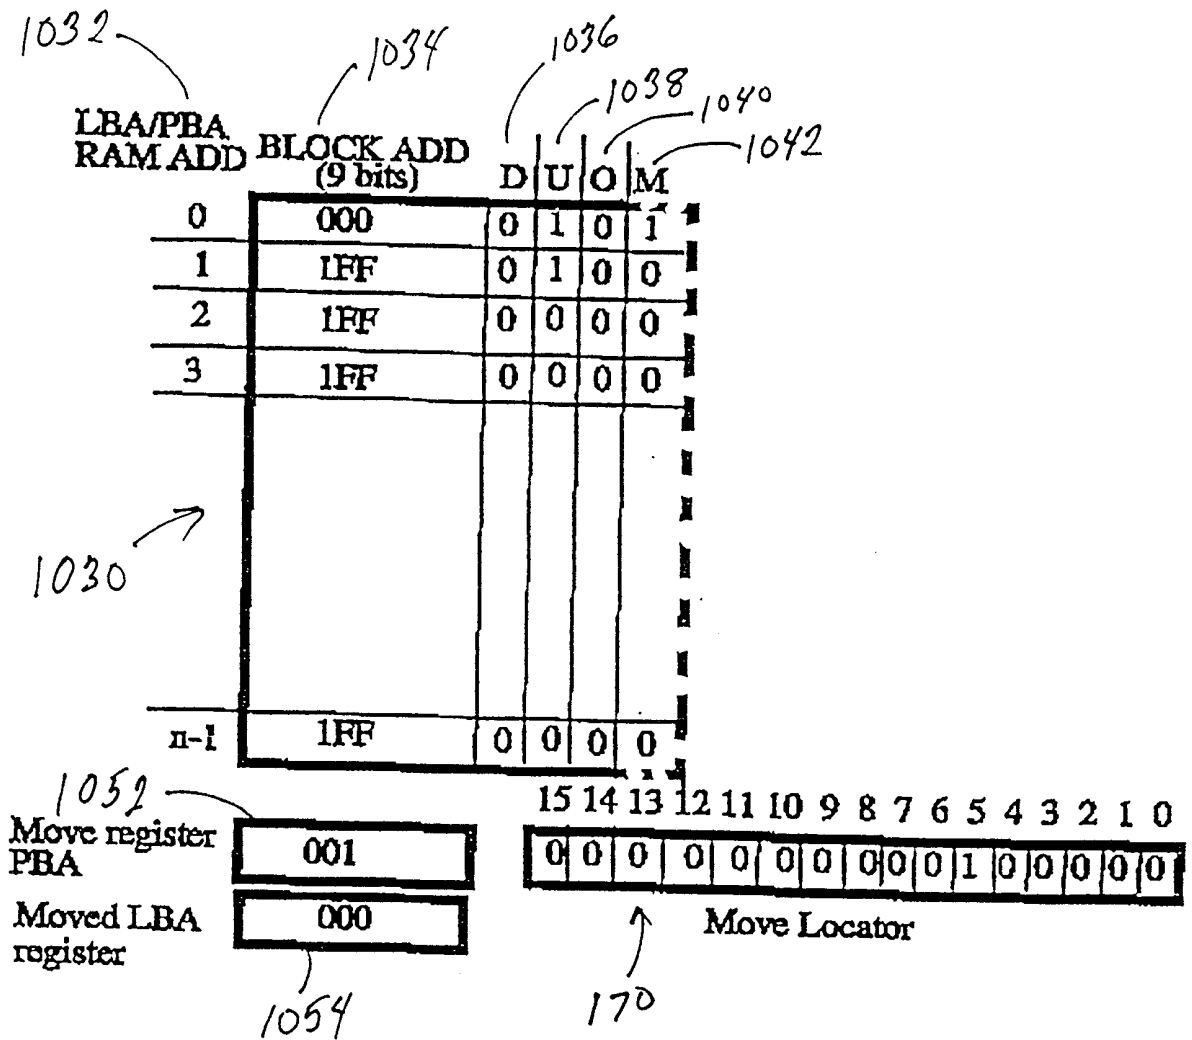 1032
1034
1036
1038
1040
1042
LBA/PBA
RAM ADD
BLOCK ADD
(9 bits)
D U O M
0 000 0 1 0 1
1 1FF 0 1 0 0
2 1FF 0 0 0 0
3 1FF 0 0 0 0
1030
n-1 1FF 0 0 0 0
1052
15 14 13 12 11 10 9 8 7 6 5 4 3 2 1 0
Move register
PBA
001
0 0 0 0 0 0 0 0 0 0 1 0 0 0 0 0
Moved LBA
register
000
Move Locator
1054
170